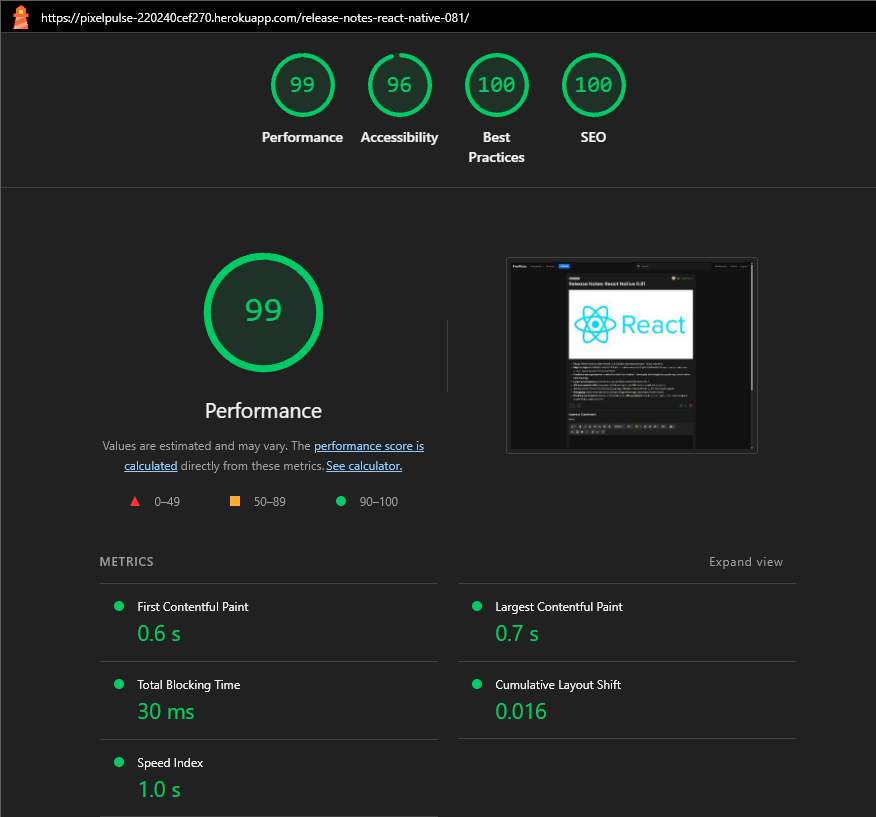 https://pixelpulse-220240cef270.herokuapp.com/release-notes-react-native-081/
99
96
100
100
Performance
Accessibility
Best
Practices
SEO
99
Performance
Values are estimated and may vary. The performance score is
calculated directly from these metrics. See calculator.
0–49
50–89
90–100
Release Notes: React Native 0.81
React
METRICS
Expand view
First Contentful Paint
0.6 s
Largest Contentful Paint
0.7 s
Total Blocking Time
30 ms
Cumulative Layout Shift
0.016
Speed Index
1.0 s